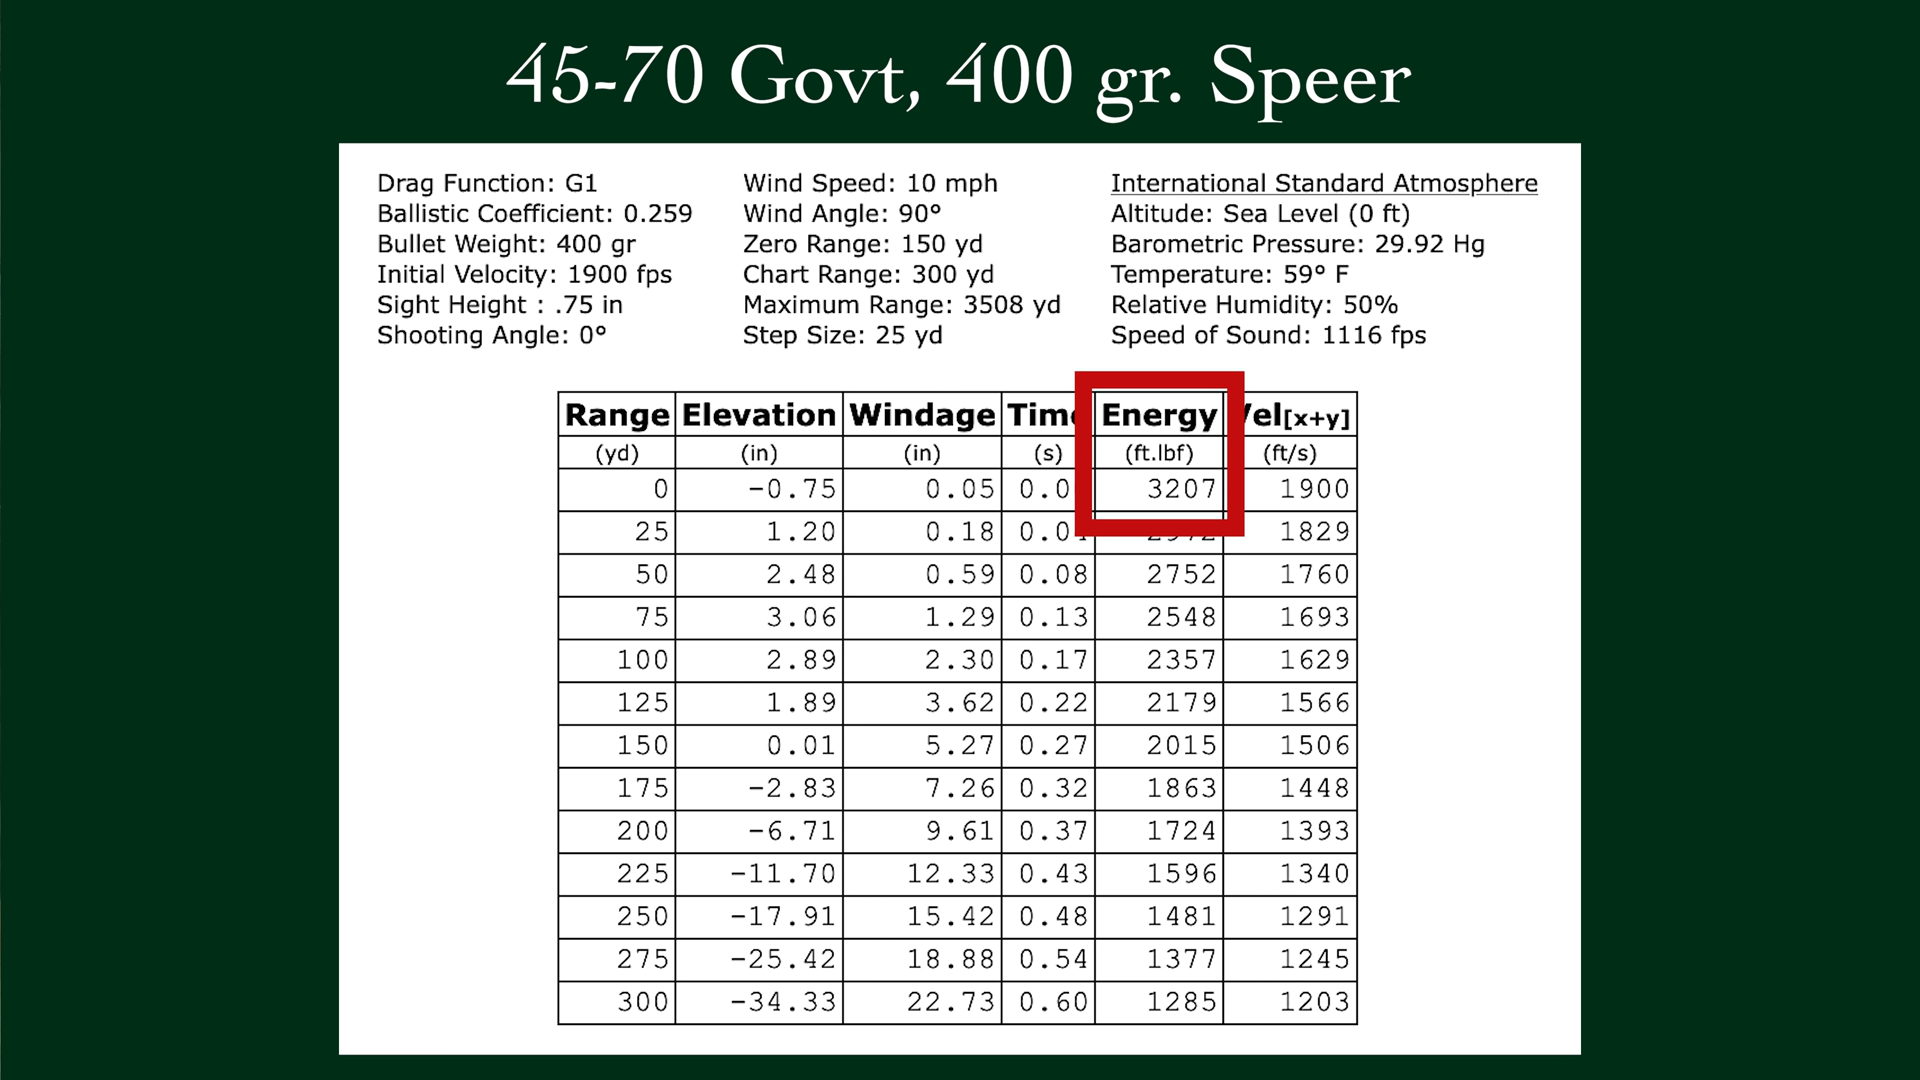 45-70 Govt, 400 gr. Speer
Drag Function: G1
Ballistic Coefficient: 0.259
Bullet Weight: 400 gr
Initial Velocity: 1900 fps
Sight Height : .75 in
Shooting Angle: 0°
Wind Speed: 10 mph
Wind Angle: 90°
Zero Range: 150 yd
Chart Range: 300 yd
Maximum Range: 3508 yd
Step Size: 25 yd
International Standard Atmosphere
Altitude: Sea Level (0 ft)
Barometric Pressure: 29.92 Hg
Temperature: 59° F
Relative Humidity: 50%
Speed of Sound: 1116 fps
Range Elevation Windage Time Energy Vel[x+y]
(yd) (in) (in) (s) (ft.lbf) (ft/s)
0 -0.75 0.05 0.0 3207 1900
25 1.20 0.18 0.04 2972 1829
50 2.48 0.59 0.08 2752 1760
75 3.06 1.29 0.13 2548 1693
100 2.89 2.30 0.17 2357 1629
125 1.89 3.62 0.22 2179 1566
150 0.01 5.27 0.27 2015 1506
175 -2.83 7.26 0.32 1863 1448
200 -6.71 9.61 0.37 1724 1393
225 -11.70 12.33 0.43 1596 1340
250 -17.91 15.42 0.48 1481 1291
275 -25.42 18.88 0.54 1377 1245
300 -34.33 22.73 0.60 1285 1203